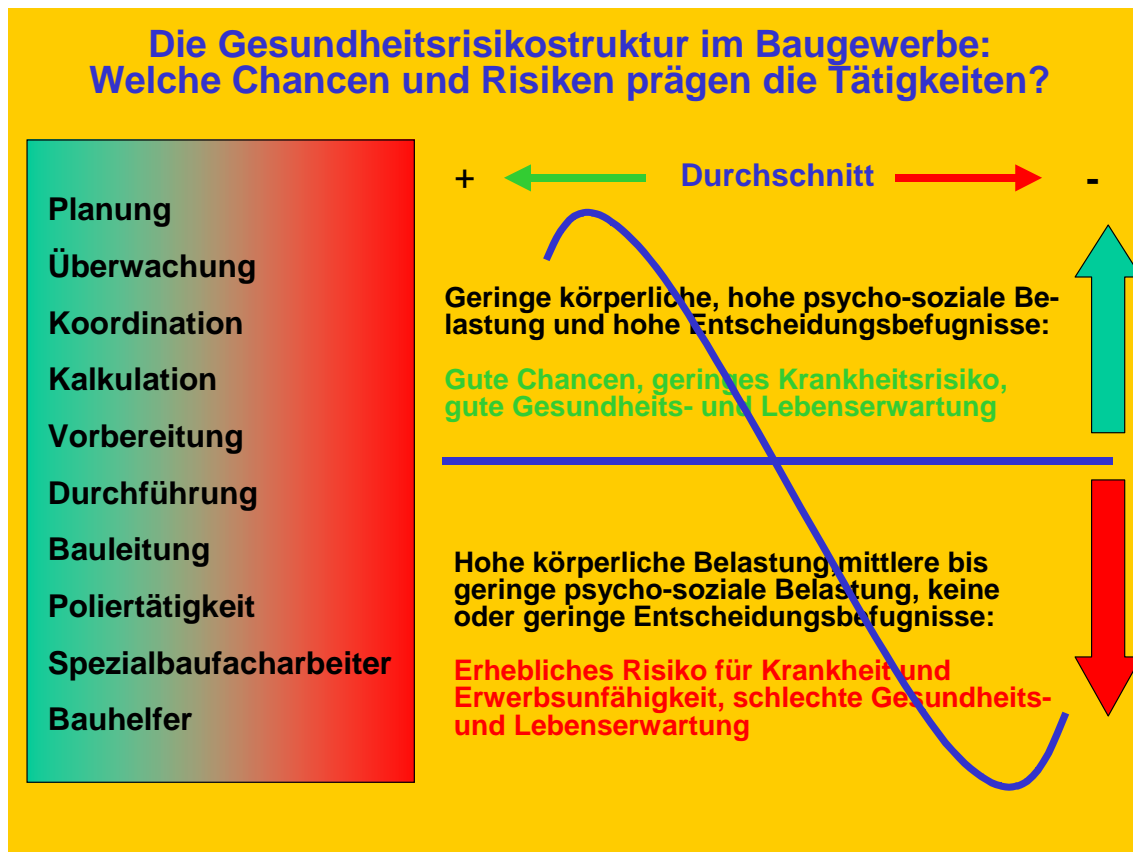 Die Gesundheitsrisikostruktur im Baugewerbe:
Welche Chancen und Risiken prägen die Tätigkeiten?
Planung
Überwachung
Koordination
Kalkulation
Vorbereitung
Durchführung
Bauleitung
Poliertätigkeit
Spezialbaufacharbeiter
Bauhelfer
+ Durchschnitt -
Geringe körperliche, hohe psycho-soziale Be-
lastung und hohe Entscheidungsbefugnisse:
Gute Chancen, geringes Krankheitsrisiko,
gute Gesundheits- und Lebenserwartung
Hohe körperliche Belastung,mittlere bis
geringe psycho-soziale Belastung, keine
oder geringe Entscheidungsbefugnisse:
Erhebliches Risiko für Krankheit und
Erwerbsunfähigkeit, schlechte Gesundheits-
und Lebenserwartung